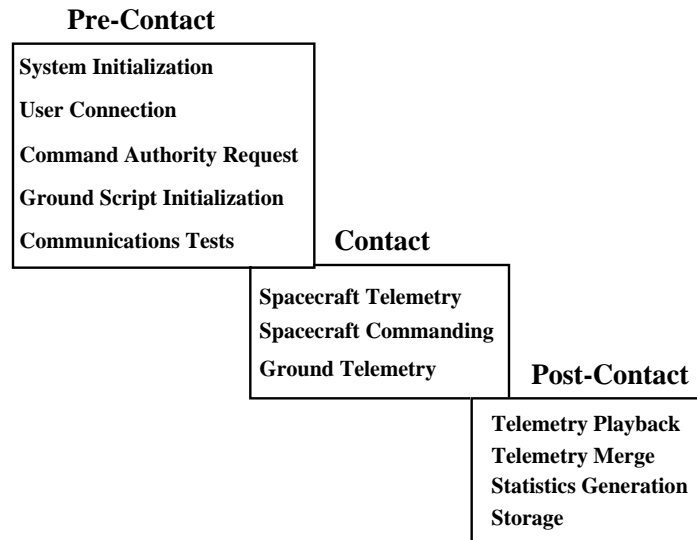 Pre-Contact
System Initialization
User Connection
Command Authority Request
Ground Script Initialization
Communications Tests
Contact
Spacecraft Telemetry
Spacecraft Commanding
Ground Telemetry
Post-Contact
Telemetry Playback
Telemetry Merge
Statistics Generation
Storage